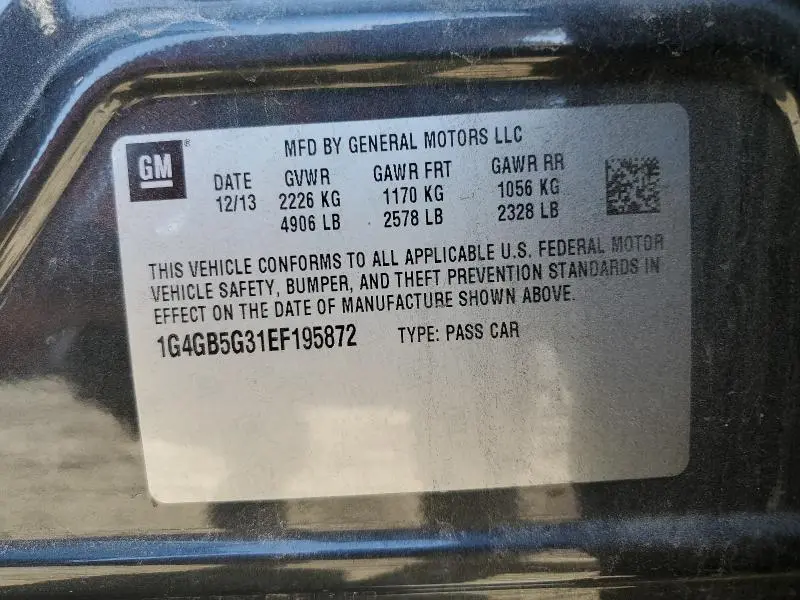 GM ®
MFD BY GENERAL MOTORS LLC
DATE GVWR GAWR FRT GAWR RR
12/13 2226 KG 1170 KG 1056 KG
4906 LB 2578 LB 2328 LB
THIS VEHICLE CONFORMS TO ALL APPLICABLE U.S. FEDERAL MOTOR
VEHICLE SAFETY, BUMPER, AND THEFT PREVENTION STANDARDS IN
EFFECT ON THE DATE OF MANUFACTURE SHOWN ABOVE.
1G4GB5G31EF195872 TYPE: PASS CAR